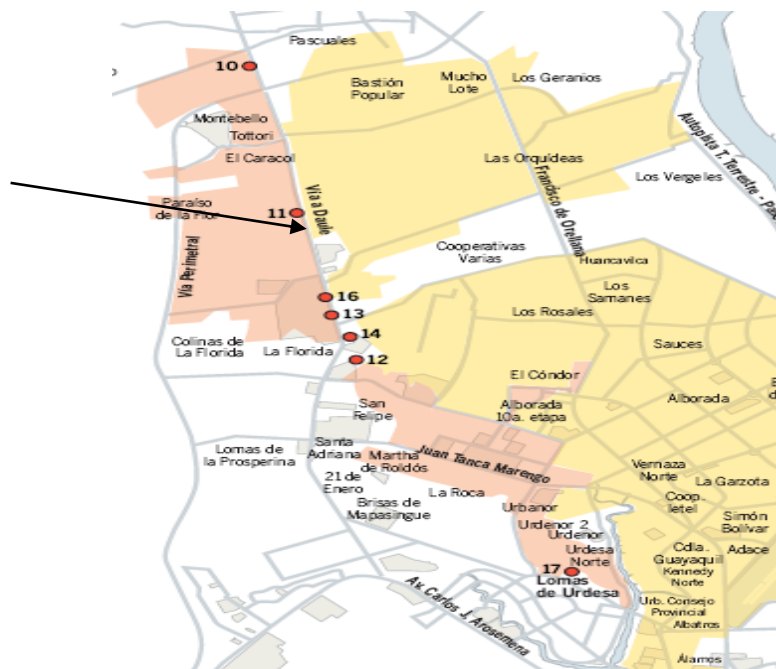 Pascuales
10
Bastión
Popular
Mucho
Lote
Los Geranios
Montebello
Tottori
El Caracol
Las Orquídeas
Autopista T. Terrestre - 
Francisco de Orellana
Los Vergeles
Vía a Daule
Paraíso
de la Flor
11
Vía Perimetral
Cooperativas
Varias
Huancavilca
Los
Samanes
16
13
Los Rosales
14
Colinas de
La Florida
La Florida
12
Sauces
El Cóndor
San
Felipe
Alborada
10a. etapa
Alborada
Lomas de
la Prosperina
Santa
Adriana
Martha
de Roldós
Juan Tanca Marengo
Vernaza
Norte
La Garzota
21 de
Enero
La Roca
Coop.
Ietel
Brisas de
Mapasingue
Urbanor
Simón
Bolívar
Urdenor 2
Urdenor
Urdesa
Norte
Cdla.
Guayaquil
Adace
Kennedy
Norte
17
Lomas
de Urdesa
Av. Carlos J. Arosemena
Urb. Consejo
Provincial
Albatros
Álamos